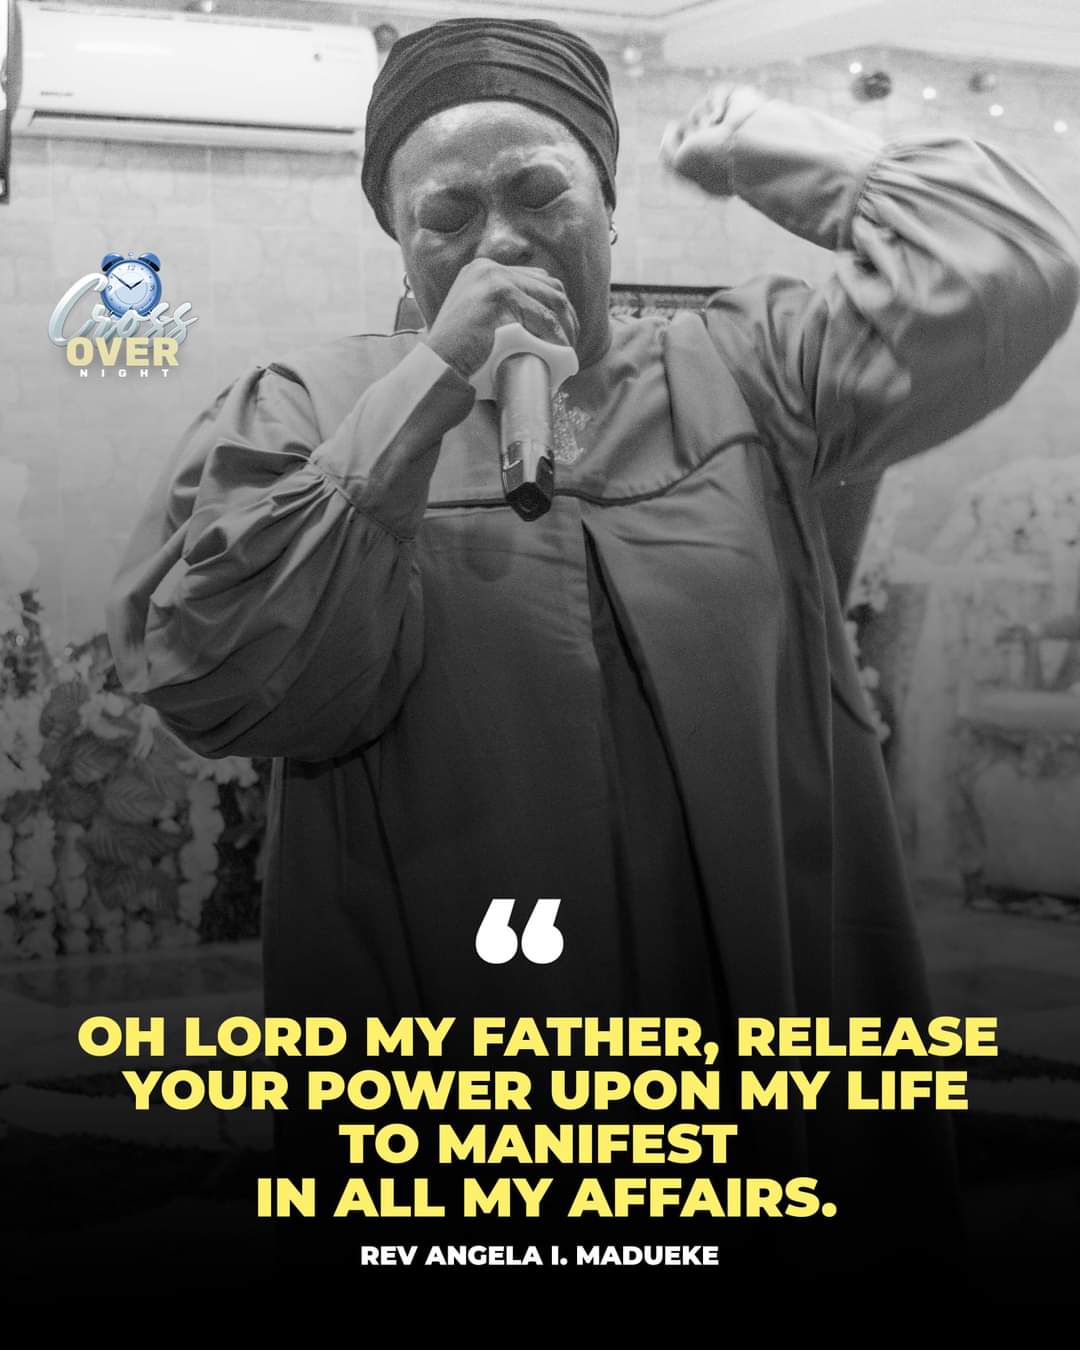 Cross
OVER
NIGHT
“
OH LORD MY FATHER, RELEASE
YOUR POWER UPON MY LIFE
TO MANIFEST
IN ALL MY AFFAIRS.
REV ANGELA I. MADUEKE